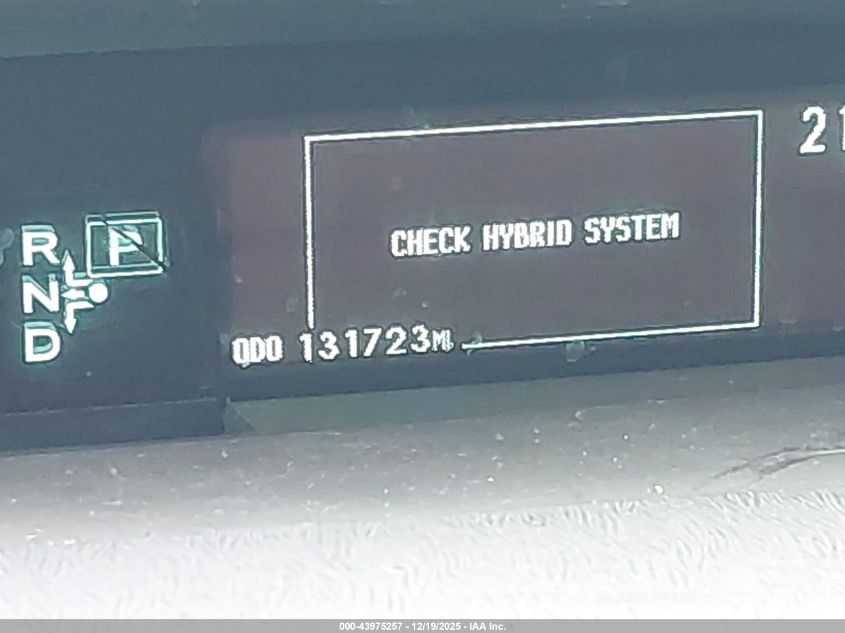 21
CHECK HYBRID SYSTEM
R P
N
D
ODO 131723MI
000-43975257 - 12/19/2025 - IAA Inc.